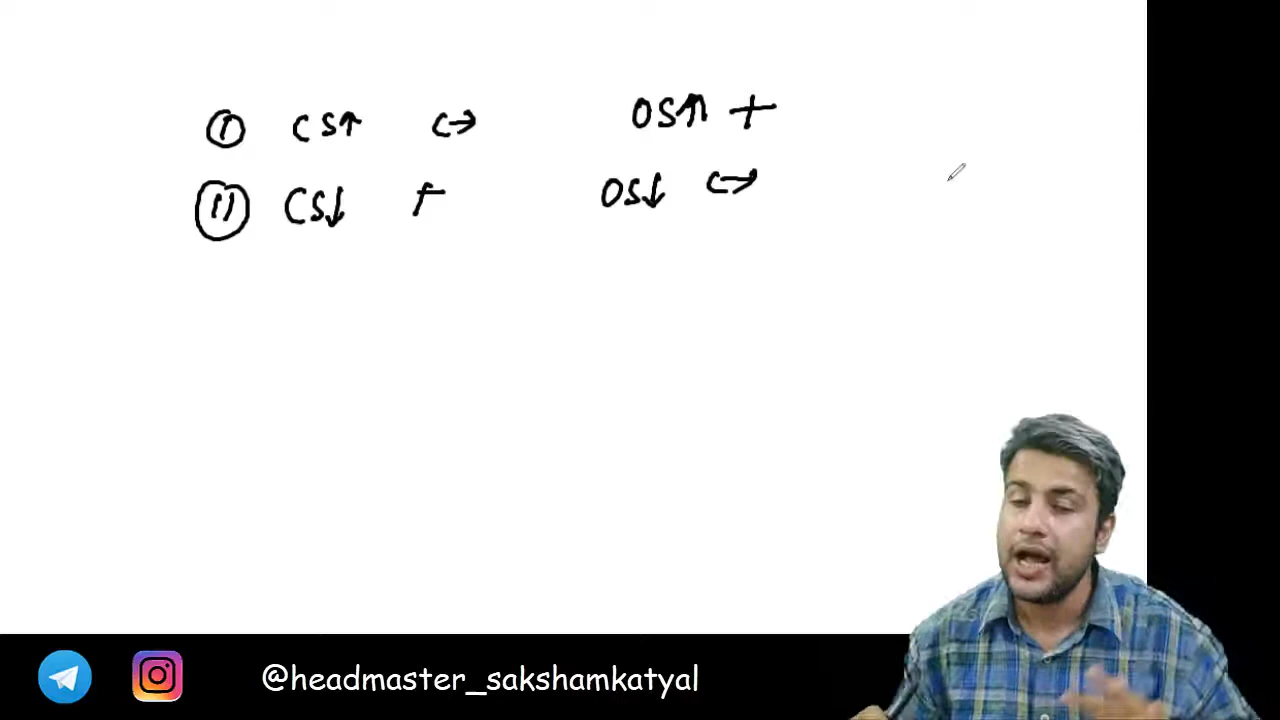 ① CS↑ C→ OS⇈ +
② CS↓ + OS↓ C→
@headmaster_sakshamkatyal